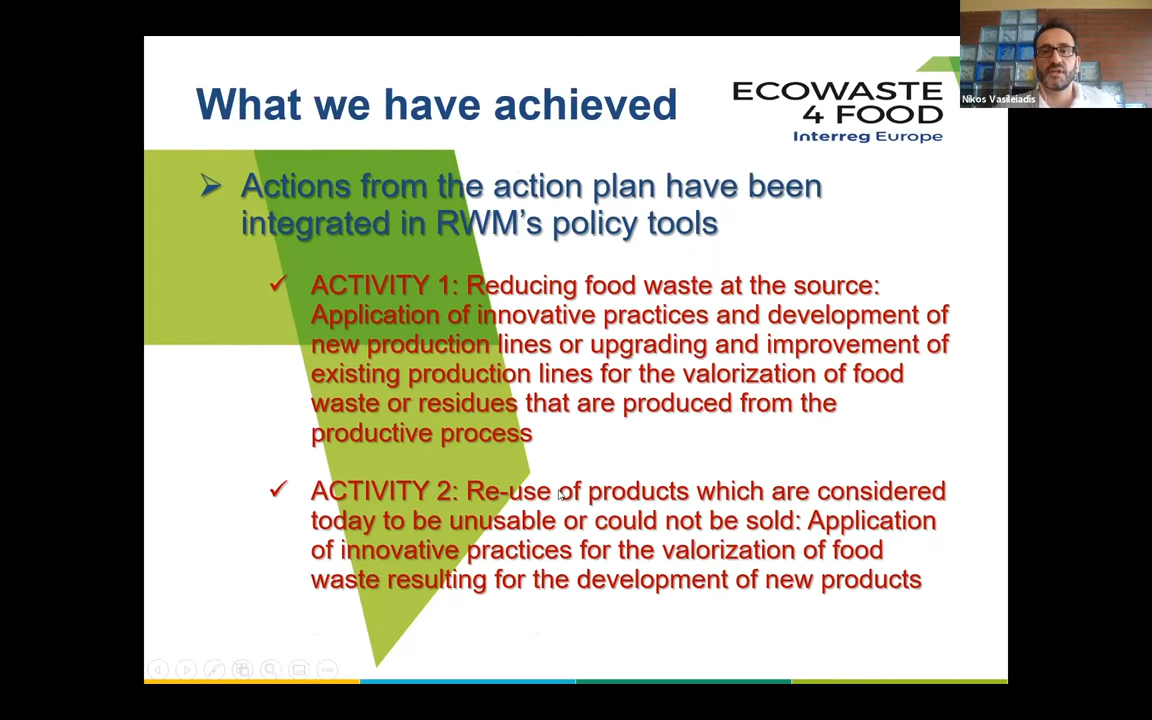 What we have achieved
ECOWASTE
4 FOOD
Interreg Europe
Nikos Vasileiadis
Actions from the action plan have been
integrated in RWM's policy tools
ACTIVITY 1: Reducing food waste at the source:
Application of innovative practices and development of
new production lines or upgrading and improvement of
existing production lines for the valorization of food
waste or residues that are produced from the
productive process
ACTIVITY 2: Re-use of products which are considered
today to be unusable or could not be sold: Application
of innovative practices for the valorization of food
waste resulting for the development of new products